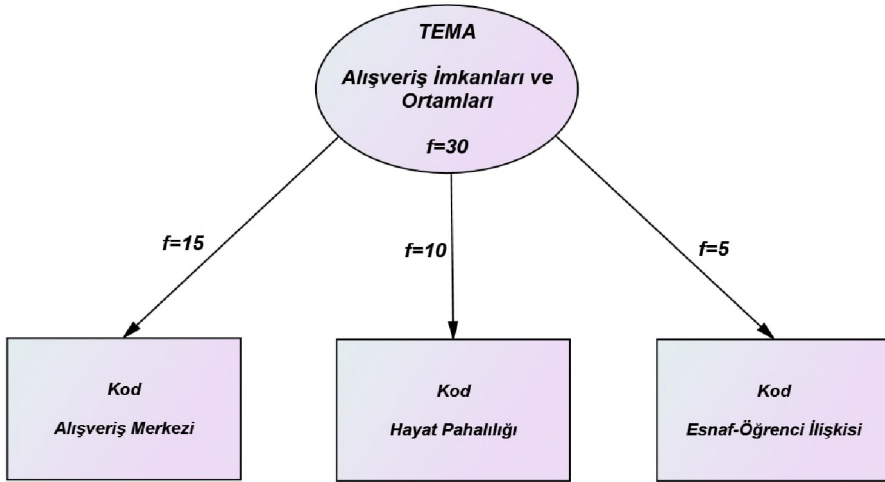 TEMA
Alışveriş İmkanları ve
Ortamları
f=30
f=15
f=10
f=5
Kod
Alışveriş Merkezi
Kod
Hayat Pahalılığı
Kod
Esnaf-Öğrenci İlişkisi